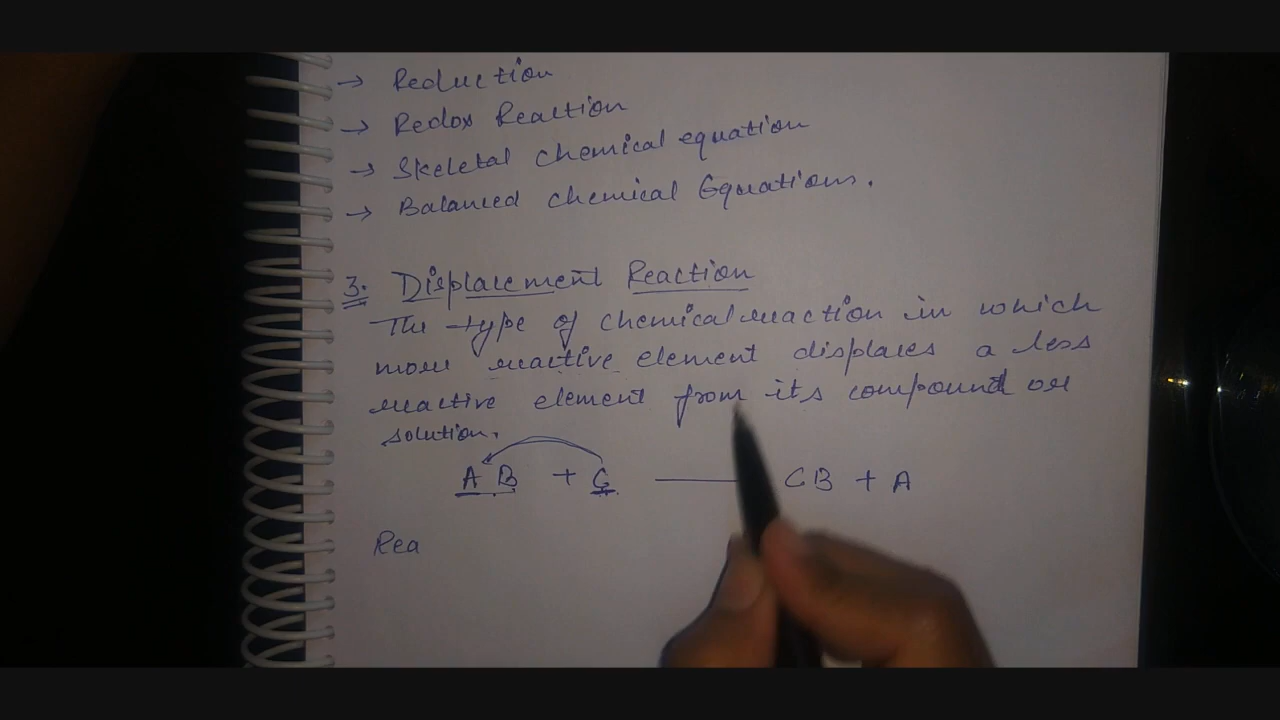 → Reduction
→ Redox Reaction
→ Skeletal chemical equation
→ Balanced chemical Equations.
3. Displacement Reaction
The type of chemical reaction in which
more reactive element displaces a less
reactive element from its compound or
solution.
A B + C — CB + A
Rea